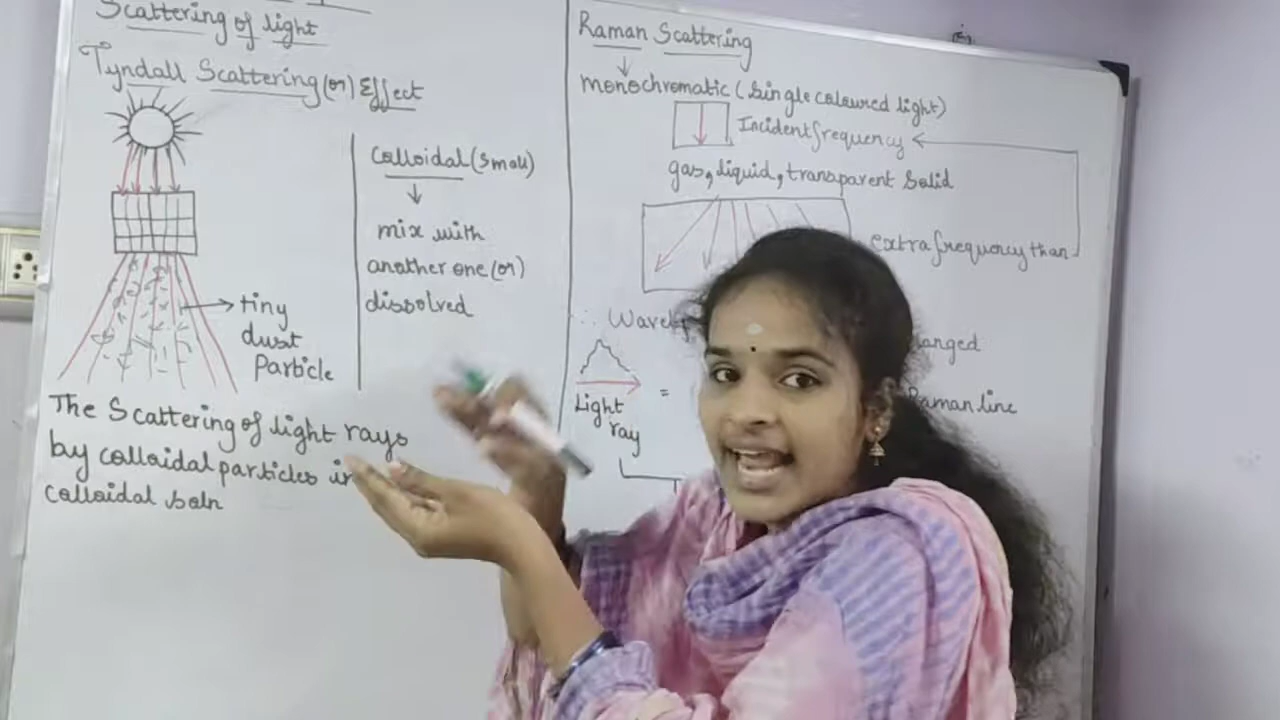 Scattering of light
Tyndall Scattering (or) Effect
tiny
dust
Particle
Colloidal (small)
mix with
another one (or)
dissolved
The Scattering of light rays
by colloidal particles in
colloidal soln
Raman Scattering
monochromatic (single coloured light)
Incident frequency
gas, liquid, transparent solid
extra frequency than
∴
Light
ray
=
Raman line